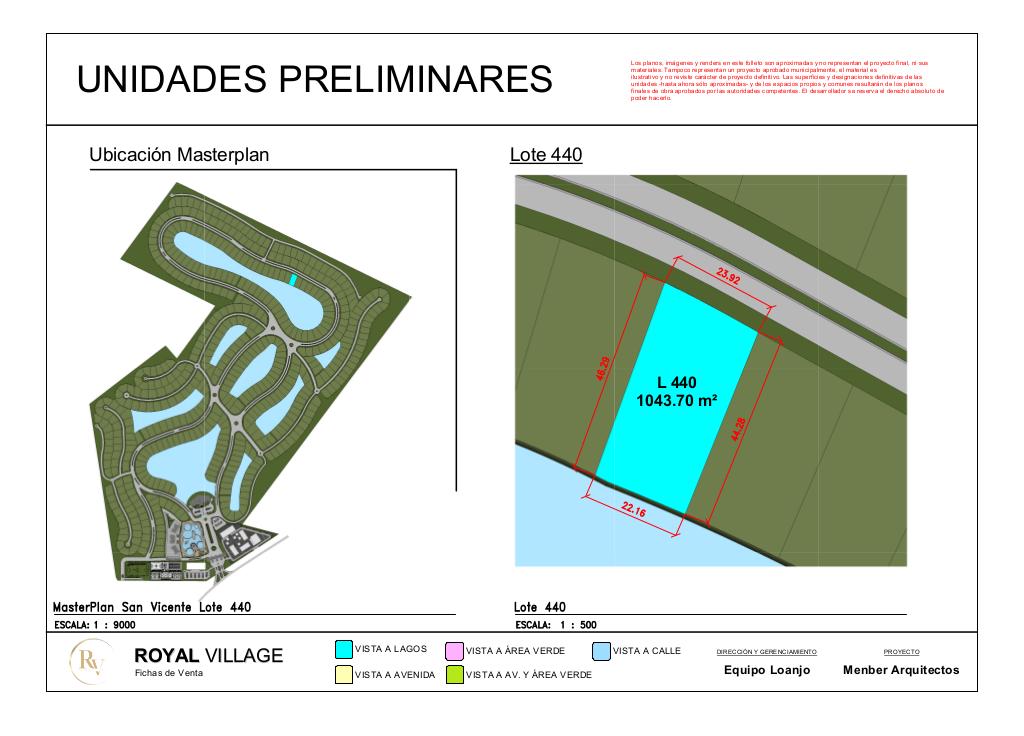 UNIDADES PRELIMINARES
Los planos, imágenes y renders en este folleto son aproximadas y no representan el proyecto final, ni sus
materiales. Tampoco representan un proyecto aprobado municipalmente, el material es
ilustrativo y no reviste carácter de proyecto definitivo. Las superficies y designaciones definitivas de las
unidades -hasta ahora sólo aproximadas- y de los espacios propios y comunes resultarán de los planos
finales de obra aprobados por las autoridades competentes. El desarrollador se reserva el derecho absoluto de
poder hacerlo.
Ubicación Masterplan
Lote 440
23.92
46.29
L 440
1043.70 m²
44.28
22.16
MasterPlan San Vicente Lote 440
ESCALA: 1 : 9000
Lote 440
ESCALA: 1 : 500
RV
ROYAL VILLAGE
Fichas de Venta
VISTA A LAGOS
VISTA A ÁREA VERDE
VISTA A CALLE
VISTA A AVENIDA
VISTA A AV. Y ÁREA VERDE
DIRECCIÓN Y GERENCIAMIENTO
Equipo Loanjo
PROYECTO
Menber Arquitectos